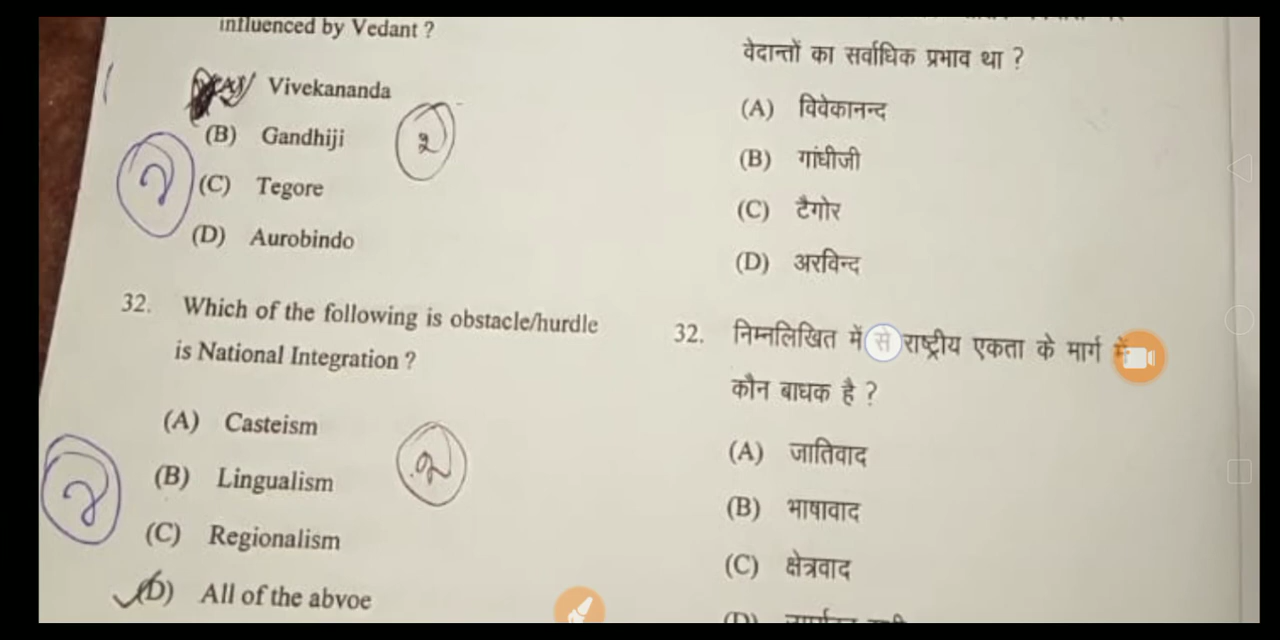 influenced by Vedant ?
Vivekananda
(B) Gandhiji
(C) Tegore
(D) Aurobindo
32. Which of the following is obstacle/hurdle
is National Integration ?
(A) Casteism
(B) Lingualism
(C) Regionalism
(D) All of the abvoe
वेदान्तों का सर्वाधिक प्रभाव था ?
(A) विवेकानन्द
(B) गांधीजी
(C) टैगोर
(D) अरविन्द
32. निम्नलिखित में से राष्ट्रीय एकता के मार्ग में
कौन बाधक है ?
(A) जातिवाद
(B) भाषावाद
(C) क्षेत्रवाद
(D)